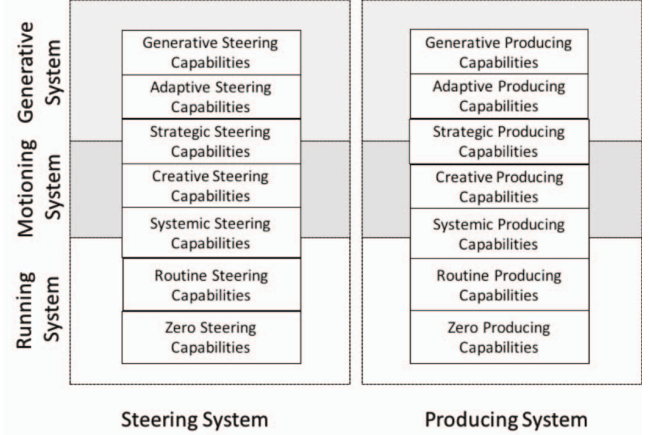 Generative
System
Motioning
System
Running
System
Generative Steering
Capabilities
Adaptive Steering
Capabilities
Strategic Steering
Capabilities
Creative Steering
Capabilities
Systemic Steering
Capabilities
Routine Steering
Capabilities
Zero Steering
Capabilities
Steering System
Generative Producing
Capabilities
Adaptive Producing
Capabilities
Strategic Producing
Capabilities
Creative Producing
Capabilities
Systemic Producing
Capabilities
Routine Producing
Capabilities
Zero Producing
Capabilities
Producing System